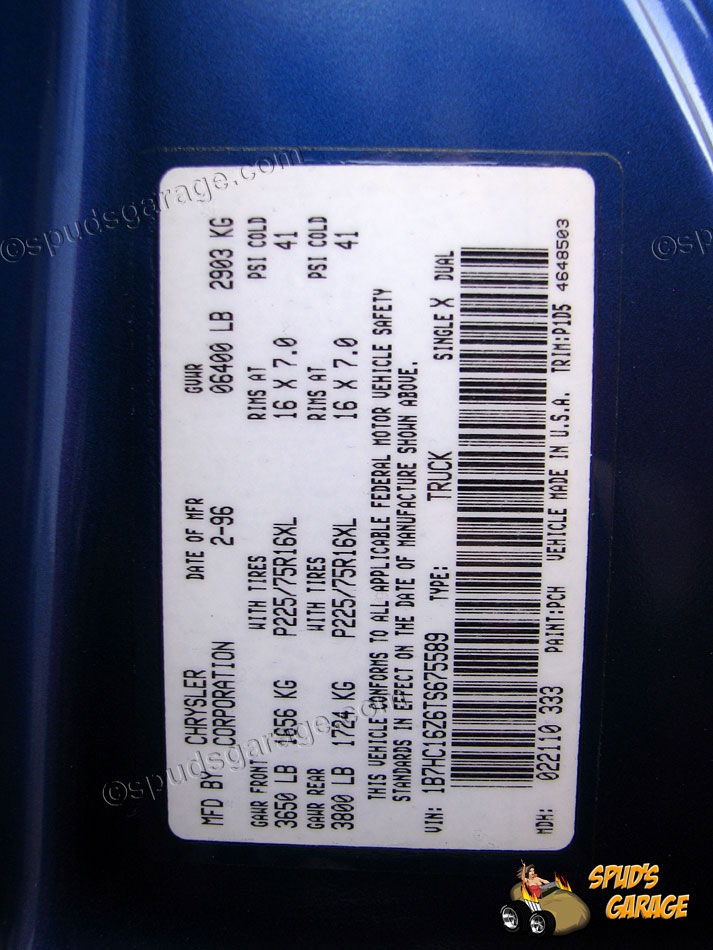 MFD BY CHRYSLER CORPORATION DATE OF MFR 2-96 GVWR 06400 LB 2903 KG
GAWR FRONT WITH TIRES RIMS AT PSI COLD
3650 LB 1656 KG P225/75R16XL 16 X 7.0 41
GAWR REAR WITH TIRES RIMS AT PSI COLD
3800 LB 1724 KG P225/75R16XL 16 X 7.0 41
THIS VEHICLE CONFORMS TO ALL APPLICABLE FEDERAL MOTOR VEHICLE SAFETY
STANDARDS IN EFFECT ON THE DATE OF MANUFACTURE SHOWN ABOVE.
VIN: 1B7HC16Z6TS675589 TYPE: TRUCK SINGLE X DUAL
MDH: 022110 333 PAINT:PCH VEHICLE MADE IN U.S.A. TRIM:P1D5 4648503
©spudsgarage.com
©spudsgarage.com
©
SPUD'S
GARAGE